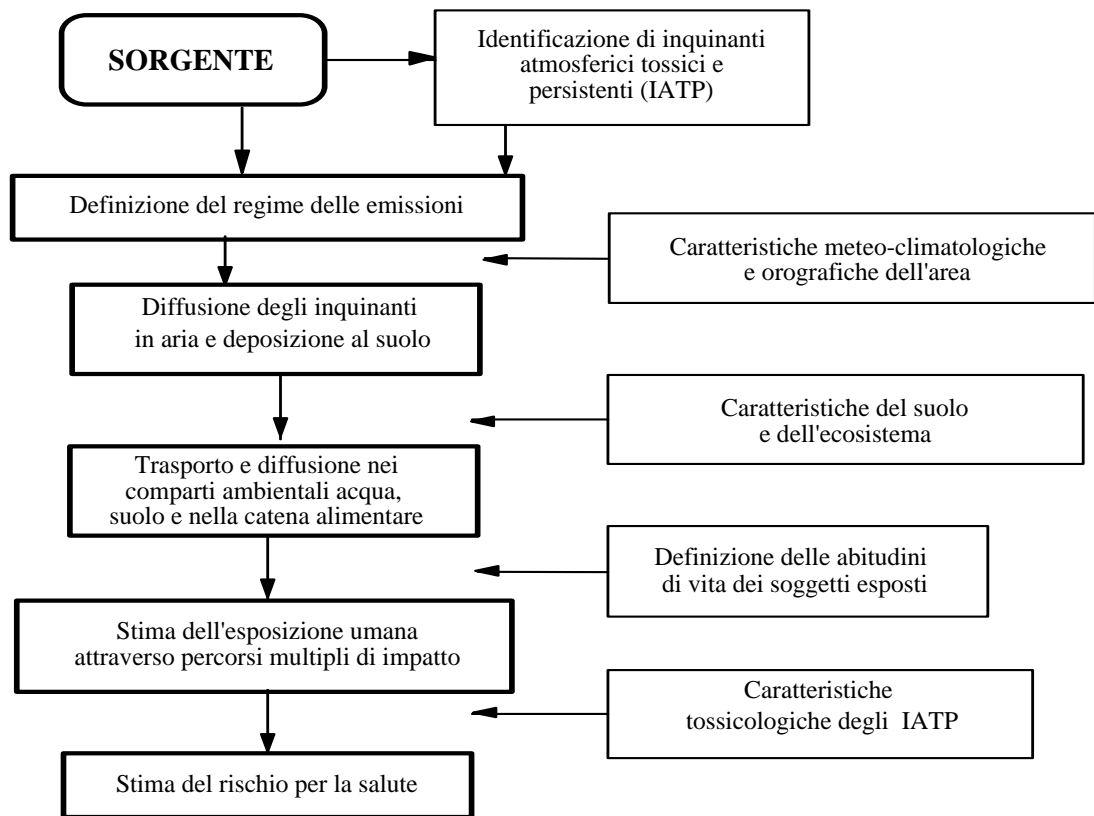 SORGENTE
Identificazione di inquinanti
atmosferici tossici e
persistenti (IATP)
Definizione del regime delle emissioni
Caratteristiche meteo-climatologiche
e orografiche dell'area
Diffusione degli inquinanti
in aria e deposizione al suolo
Caratteristiche del suolo
e dell'ecosistema
Trasporto e diffusione nei
comparti ambientali acqua,
suolo e nella catena alimentare
Definizione delle abitudini
di vita dei soggetti esposti
Stima dell'esposizione umana
attraverso percorsi multipli di impatto
Caratteristiche
tossicologiche degli IATP
Stima del rischio per la salute